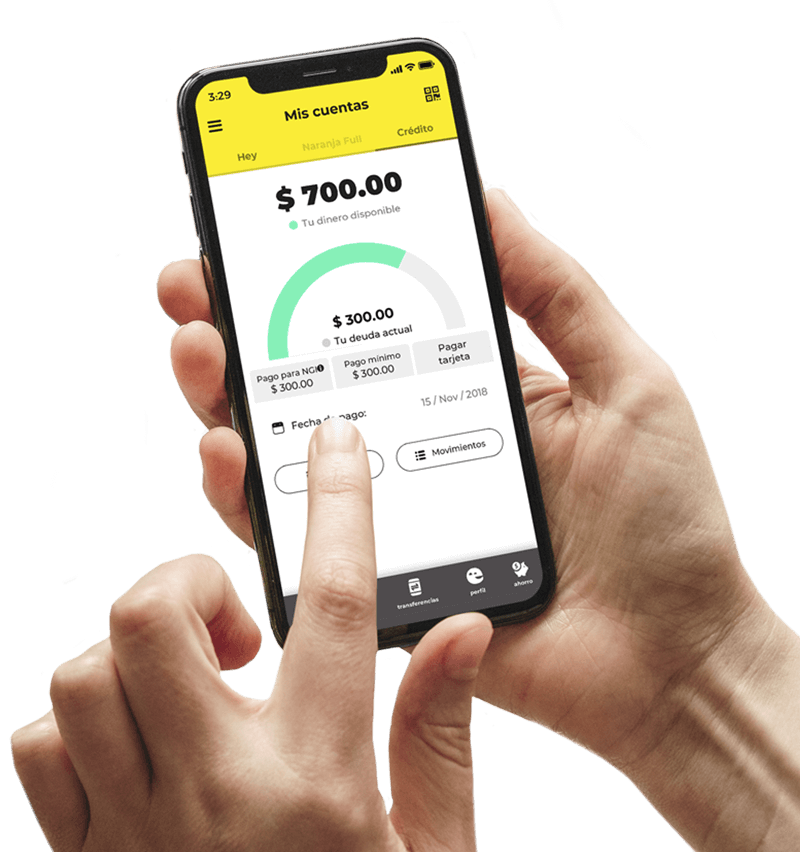 3:29
Mis cuentas
Hey
Naranja Full
Crédito
$ 700.00
Tu dinero disponible
$ 300.00
Tu deuda actual
Pago para NGI
$ 300.00
Pago mínimo
$ 300.00
Pagar
tarjeta
Fecha de pago:
15 / Nov / 2018
Movimientos
transferencias
perfil
ahorro